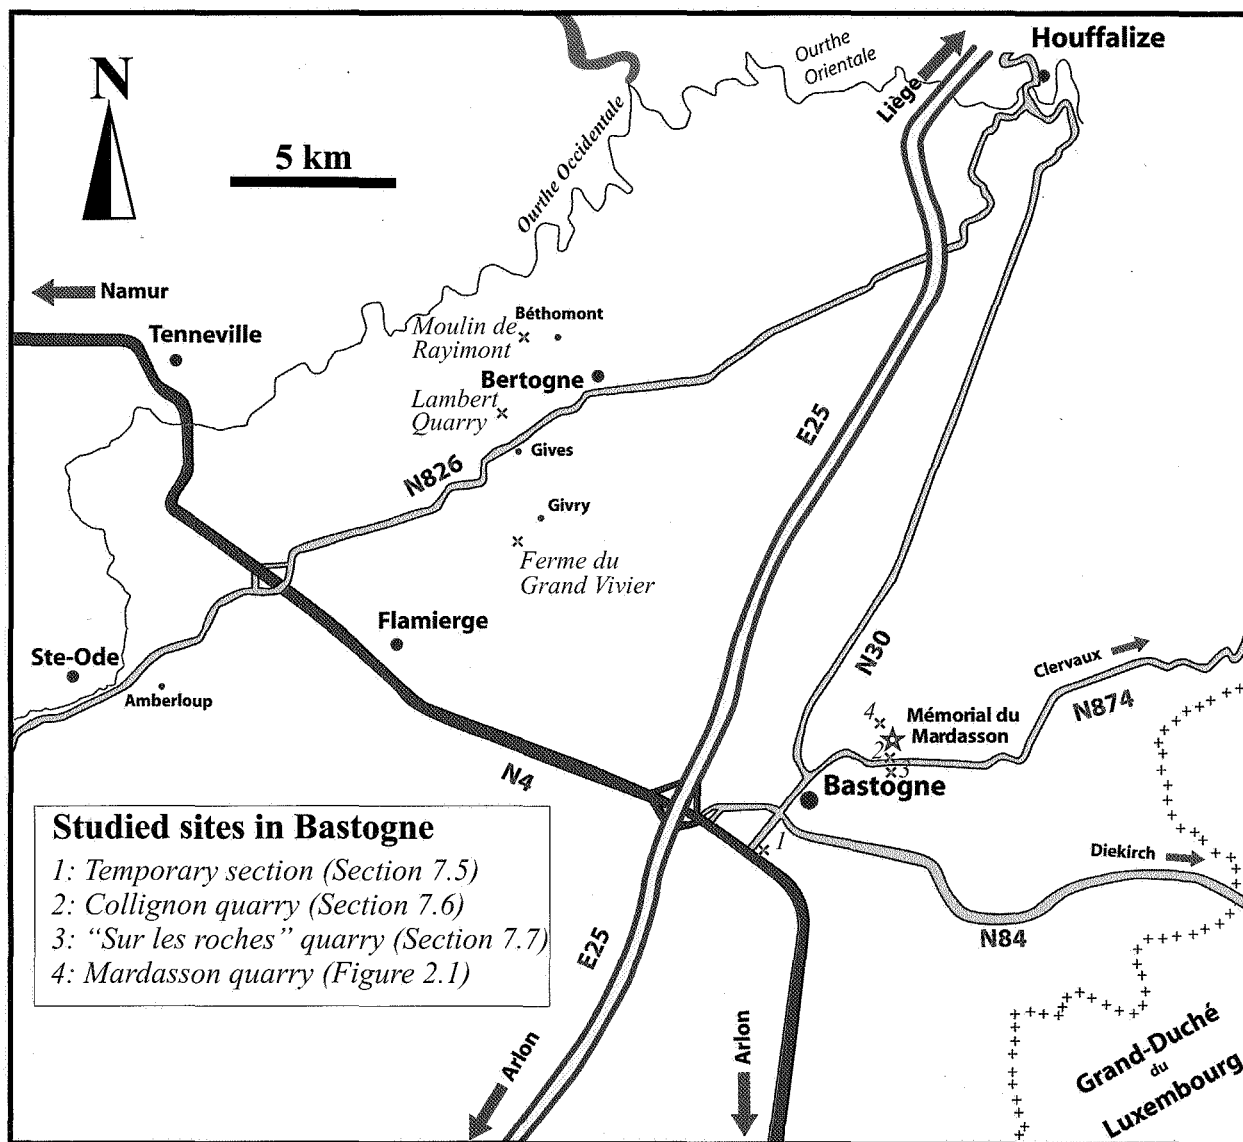 N
5 km
Ourthe
Orientale
Houffalize
Liège
Ourthe Occidentale
Namur
Tenneville
Moulin de
Rayimont
Béthomont
Bertogne
Lambert
Quarry
Gives
N826
E25
Givry
Ferme du
Grand Vivier
Flamierge
Ste-Ode
Amberloup
N30
Clervaux
N874
4
Mémorial du
Mardasson
2
3
Bastogne
N4
1
Diekirch
N84
Studied sites in Bastogne
1: Temporary section (Section 7.5)
2: Collignon quarry (Section 7.6)
3: “Sur les roches” quarry (Section 7.7)
4: Mardasson quarry (Figure 2.1)
E25
Arlon
Arlon
Grand-Duché
du
Luxembourg